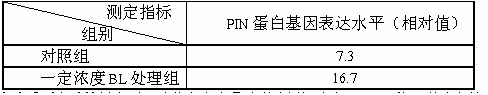 测定指标
组别
PIN 蛋白基因表达水平（相对值）
对照组 7.3
一定浓度 BL 处理组 16.7